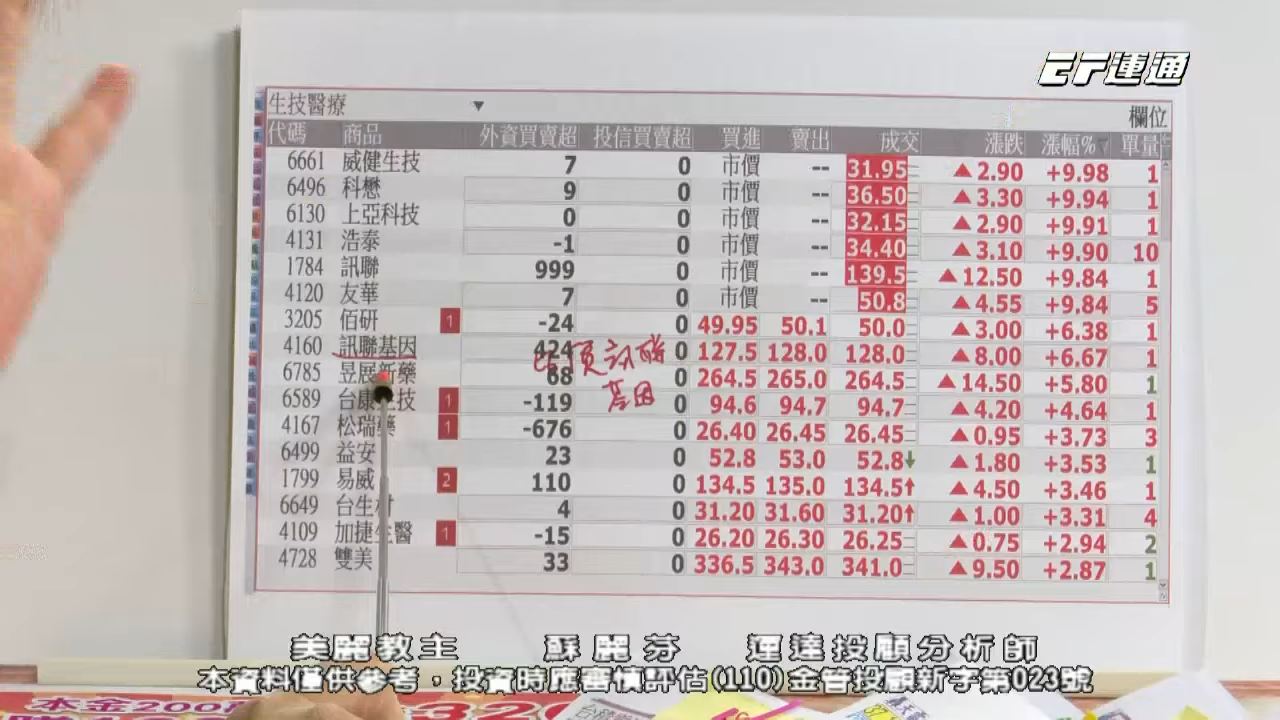 EF運通
生技醫療 ▼
欄位
代碼 商品 外資買賣超 投信買賣超 買進 賣出 成交 漲跌 漲幅% 單量
6661 威健生技 7 0 市價 -- 31.95 ▲2.90 +9.98 1
6496 科懋 9 0 市價 -- 36.50 ▲3.30 +9.94 1
6130 上亞科技 0 0 市價 -- 32.15 ▲2.90 +9.91 1
4131 浩泰 -1 0 市價 -- 34.40 ▲3.10 +9.90 10
1784 訊聯 999 0 市價 -- 139.5 ▲12.50 +9.84 1
4120 友華 7 0 市價 -- 50.8 ▲4.55 +9.84 5
3205 佰研 1 -24 0 49.95 50.1 50.0 ▲3.00 +6.38 1
4160 訊聯基因 424 0 127.5 128.0 128.0 ▲8.00 +6.67 1
6785 昱展新藥 68 0 264.5 265.0 264.5 ▲14.50 +5.80 1
訊聯
基因
6589 台康生技 1 -119 0 94.6 94.7 94.7 ▲4.20 +4.64 1
4167 松瑞藥 1 -676 0 26.40 26.45 26.45 ▲0.95 +3.73 3
6499 益安 23 0 52.8 53.0 52.8↓ ▲1.80 +3.53 1
1799 易威 2 110 0 134.5 135.0 134.5↑ ▲4.50 +3.46 1
6649 台生材 4 0 31.20 31.60 31.20↑ ▲1.00 +3.31 4
4109 加捷生醫 1 -15 0 26.20 26.30 26.25 ▲0.75 +2.94 2
4728 雙美 33 0 336.5 343.0 341.0 ▲9.50 +2.87 1
美麗教主 蘇麗芬 運達投顧分析師
本資料僅供參考，投資時應審慎評估(110)金管投顧新字第023號
本金200